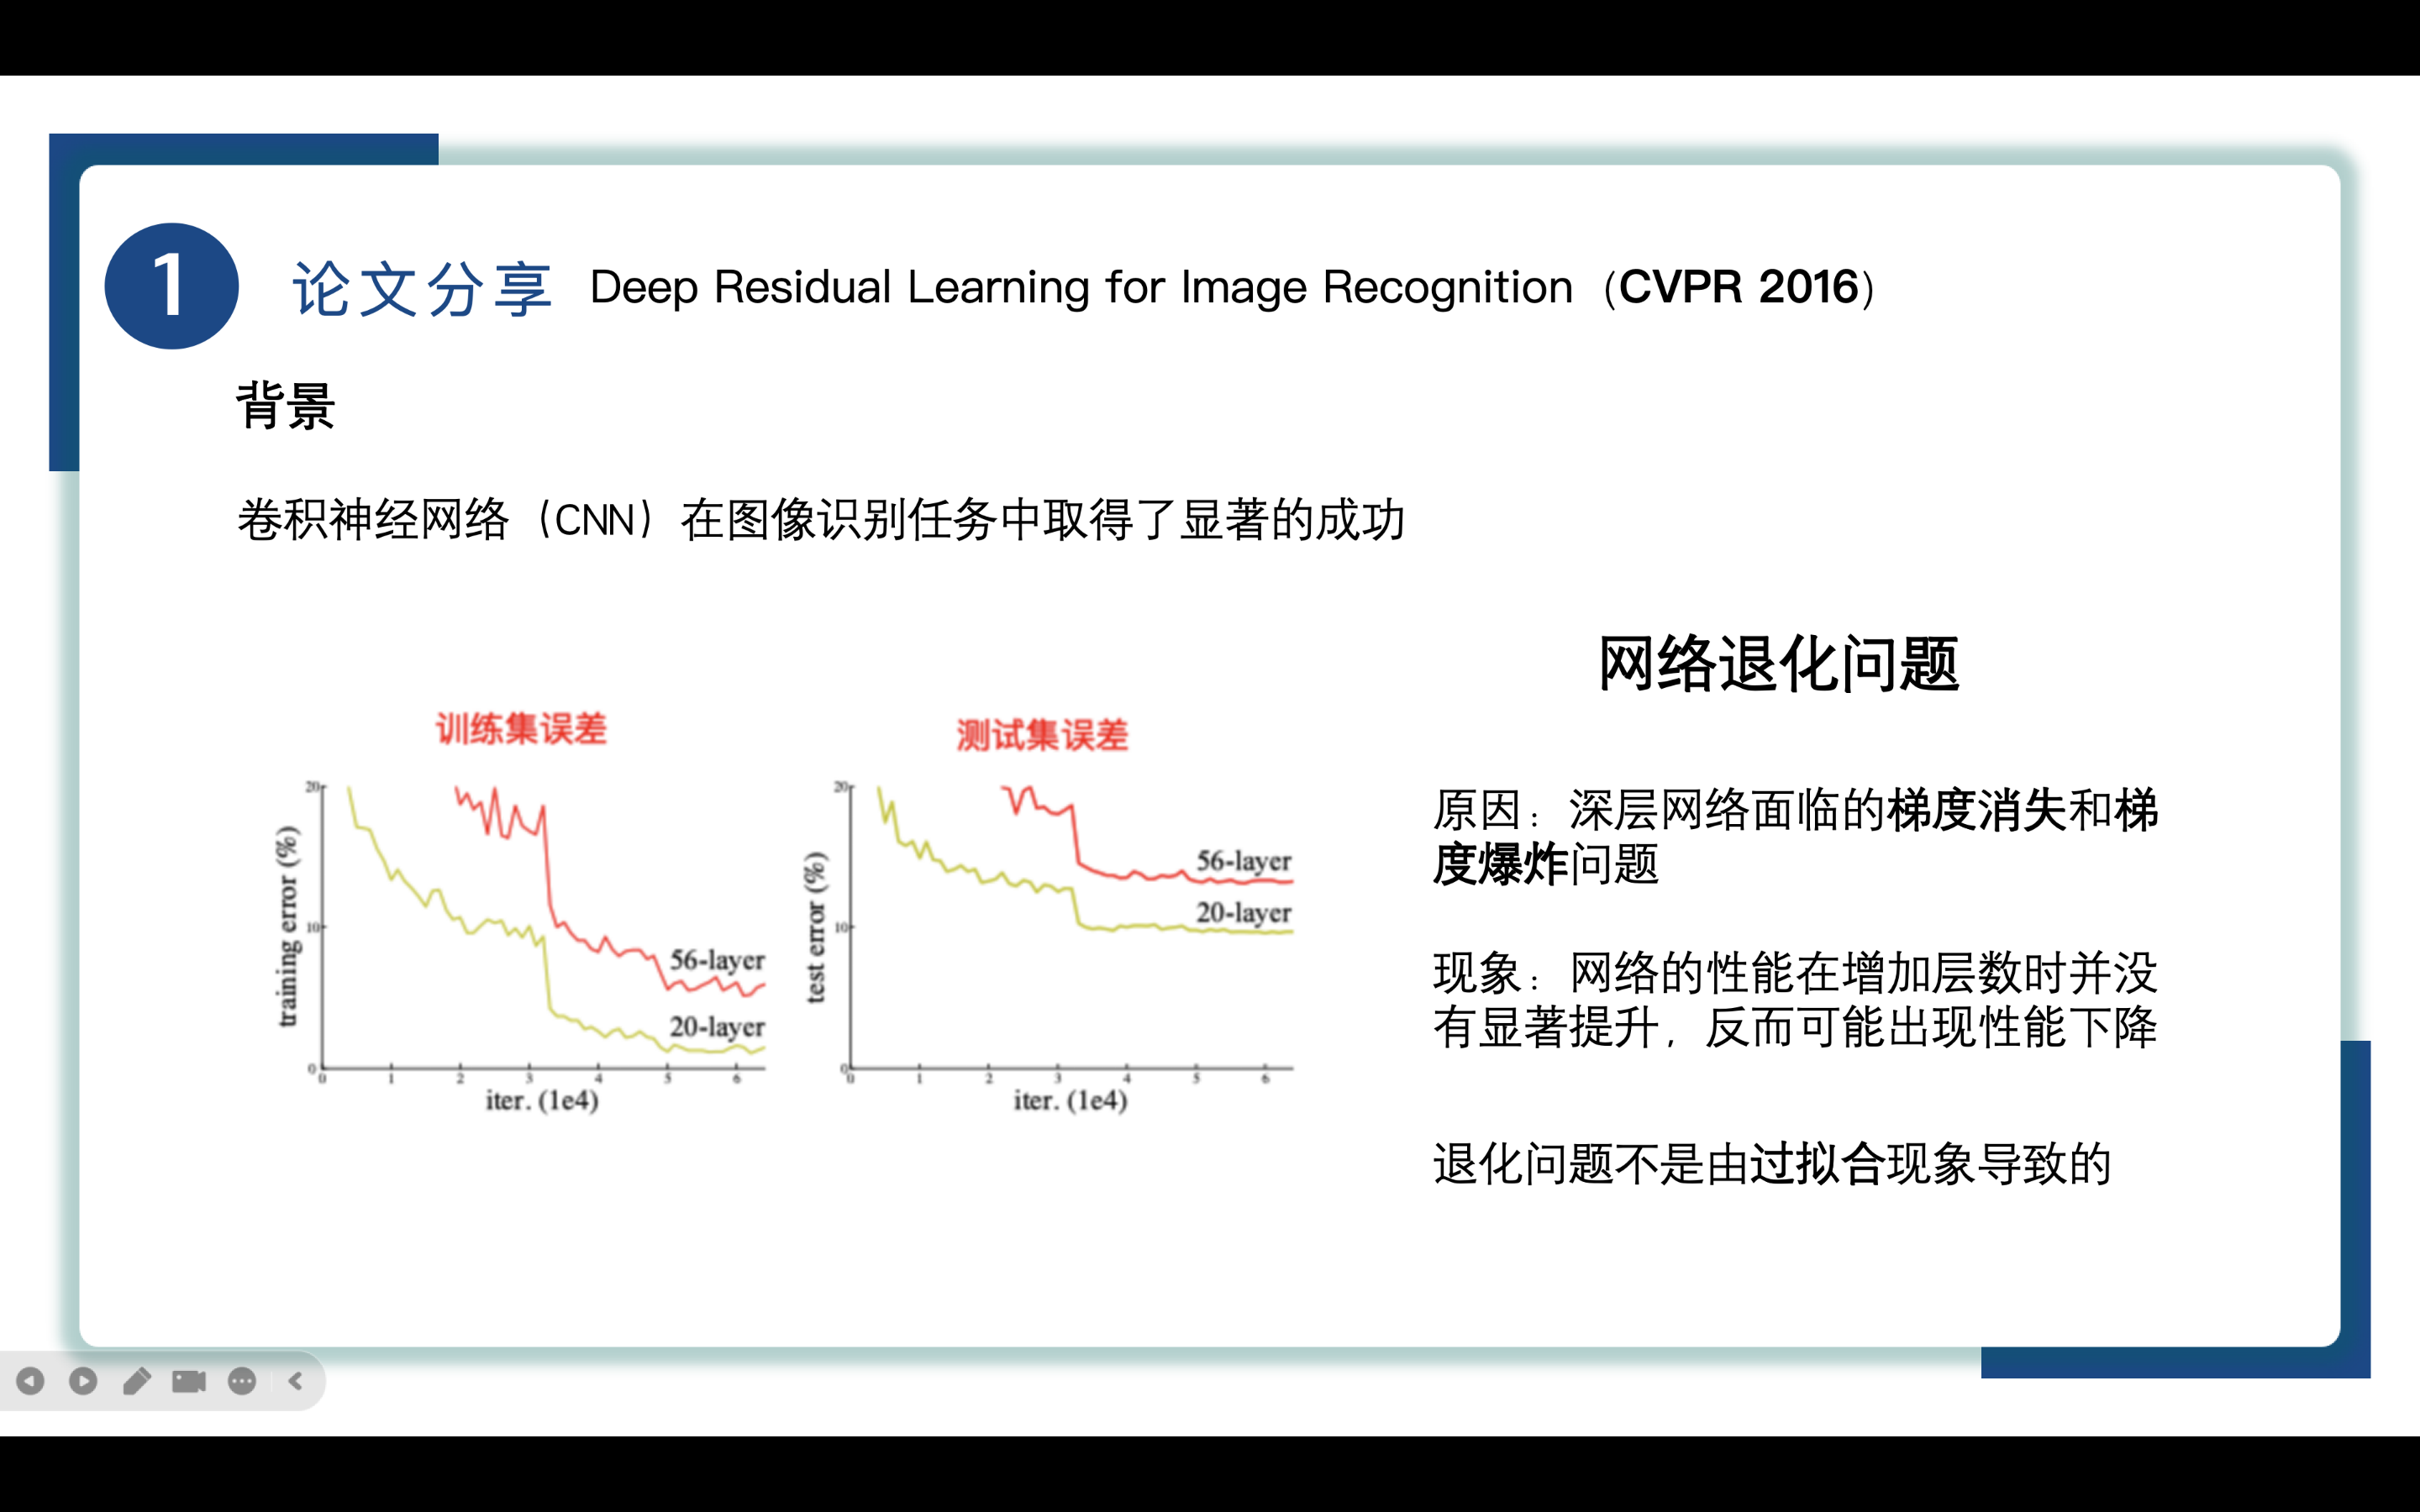 1
论文分享 Deep Residual Learning for Image Recognition（CVPR 2016）
背景
卷积神经网络（CNN）在图像识别任务中取得了显著的成功
训练集误差
20
10
0
training error (%)
56-layer
20-layer
0 1 2 3 4 5 6
iter. (1e4)
测试集误差
20
10
0
test error (%)
56-layer
20-layer
0 1 2 3 4 5 6
iter. (1e4)
网络退化问题
原因：深层网络面临的梯度消失和梯
度爆炸问题
现象：网络的性能在增加层数时并没
有显著提升，反而可能出现性能下降
退化问题不是由过拟合现象导致的